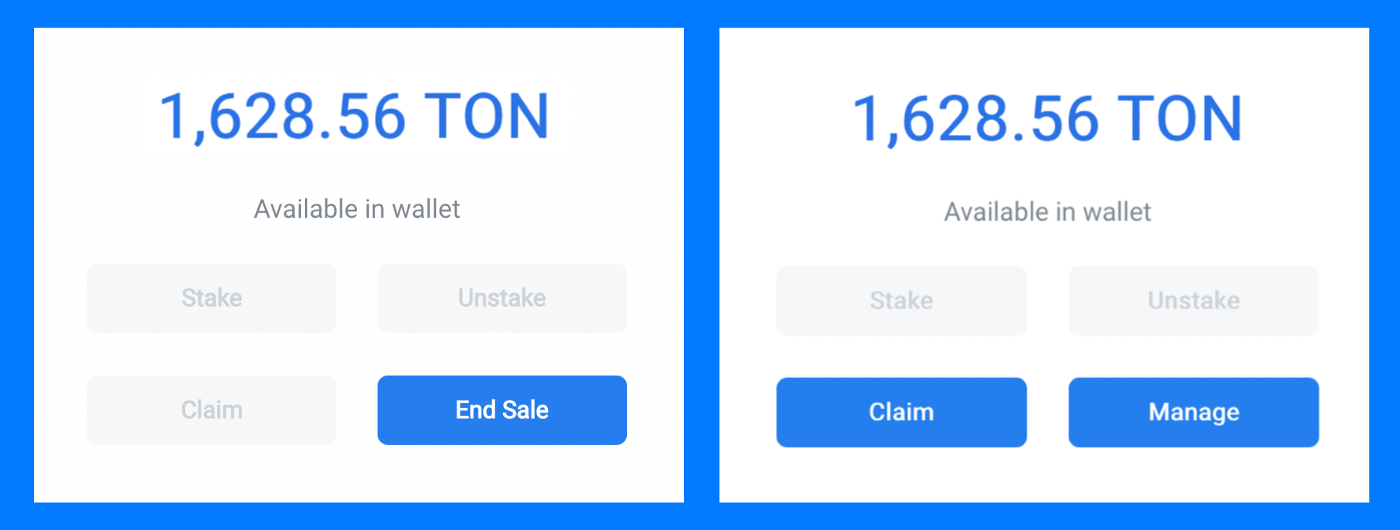 1,628.56 TON
Available in wallet
Stake
Unstake
Claim
End Sale
1,628.56 TON
Available in wallet
Stake
Unstake
Claim
Manage